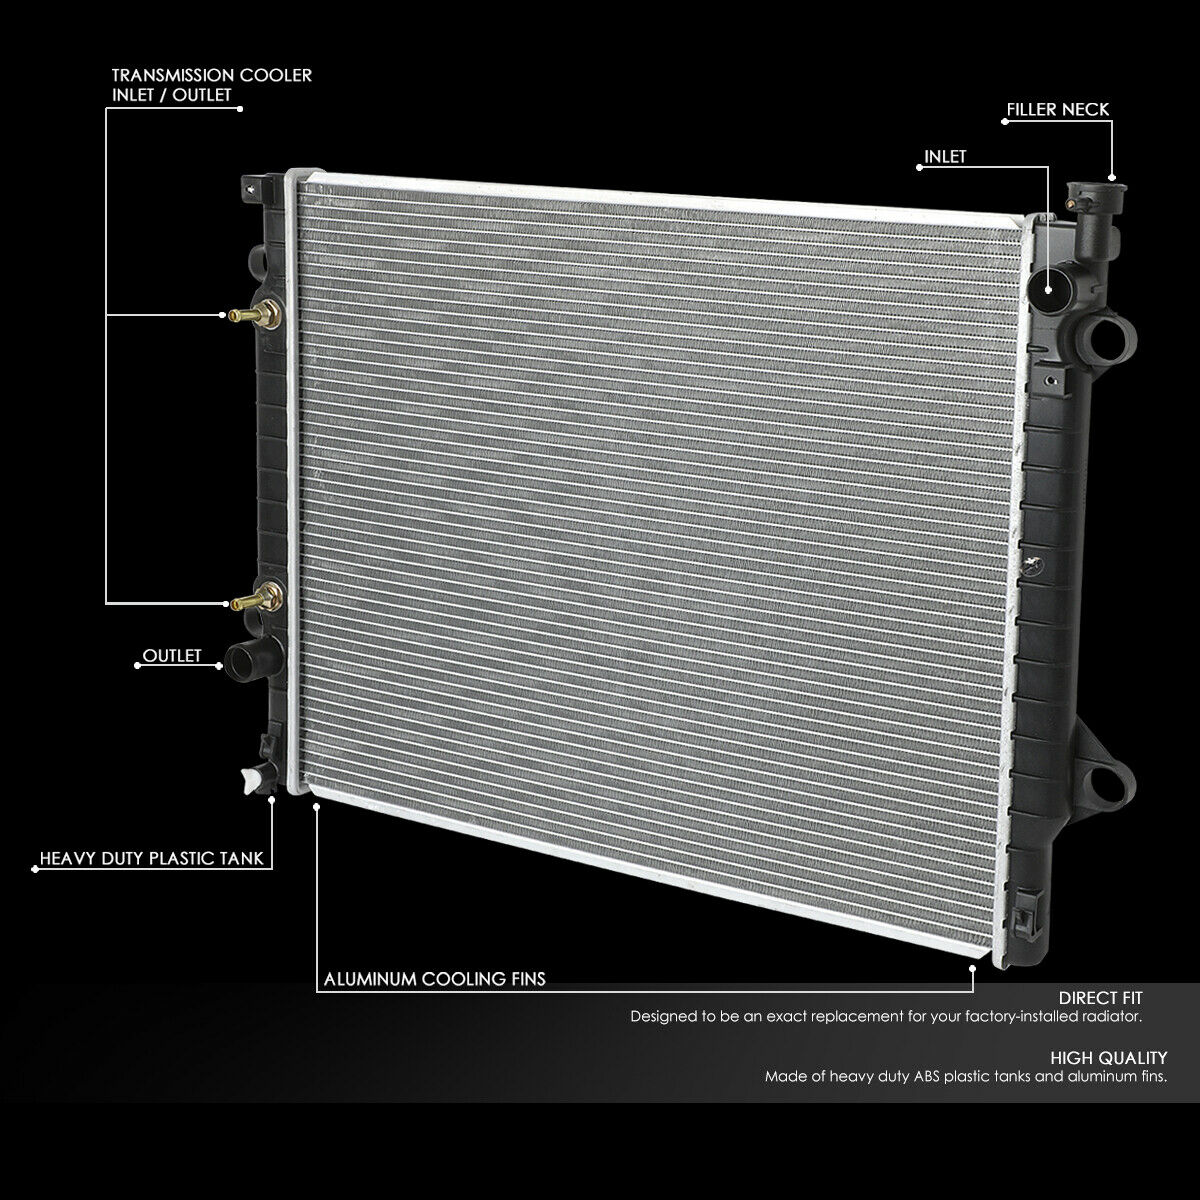 TRANSMISSION COOLER
INLET / OUTLET
FILLER NECK
INLET
OUTLET
HEAVY DUTY PLASTIC TANK
ALUMINUM COOLING FINS
DIRECT FIT
Designed to be an exact replacement for your factory-installed radiator.
HIGH QUALITY
Made of heavy duty ABS plastic tanks and aluminum fins.